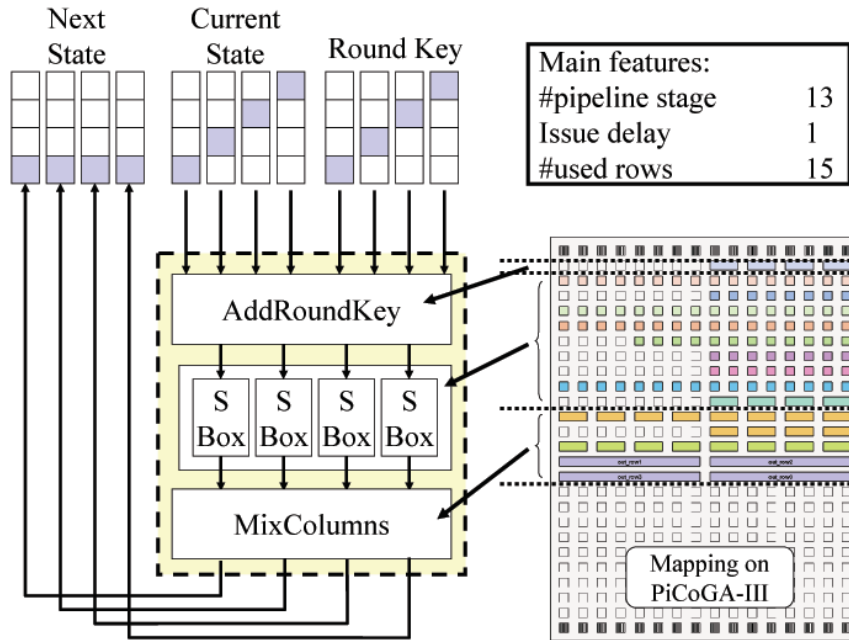 Next
State
Current
State
Round Key
Main features:
#pipeline stage 13
Issue delay 1
#used rows 15
AddRoundKey
S
Box
S
Box
S
Box
S
Box
MixColumns
out_row1
Mapping on
PiCoGA-III